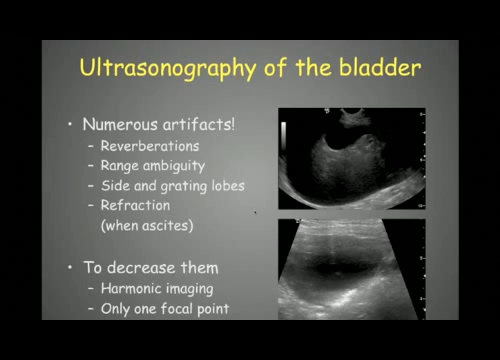 Ultrasonography of the bladder
• Numerous artifacts!
– Reverberations
– Range ambiguity
– Side and grating lobes
– Refraction
(when ascites)
• To decrease them
– Harmonic imaging
– Only one focal point